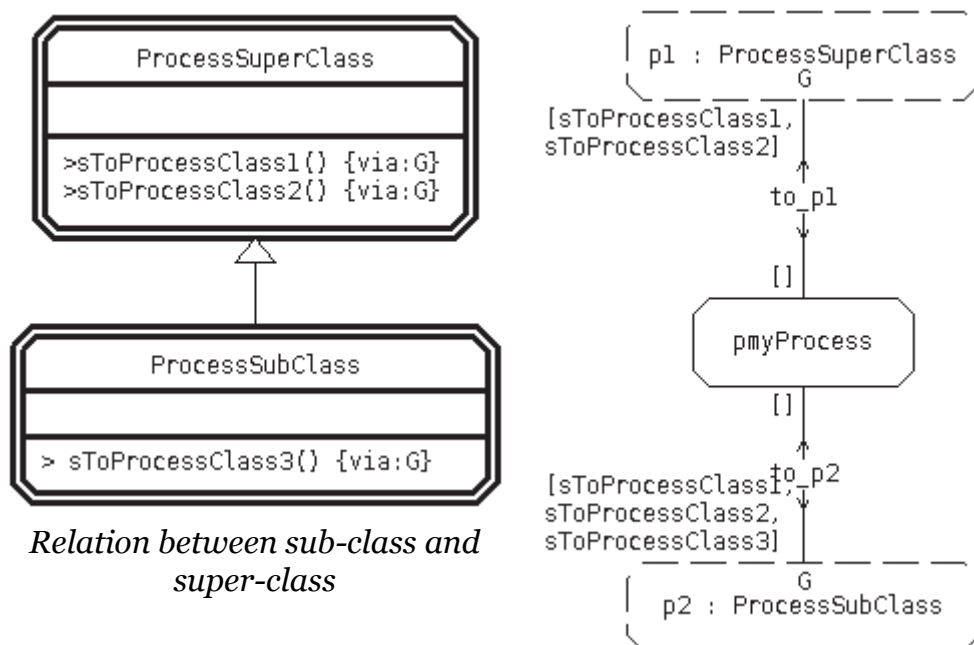 ProcessSuperClass
>sToProcessClass1() {via:G}
>sToProcessClass2() {via:G}
ProcessSubClass
> sToProcessClass3() {via:G}
Relation between sub-class and
super-class
p1 : ProcessSuperClass
G
[sToProcessClass1,
sToProcessClass2]
to_p1
[]
pmyProcess
[]
to_p2
[sToProcessClass1,
sToProcessClass2,
sToProcessClass3]
G
p2 : ProcessSubClass